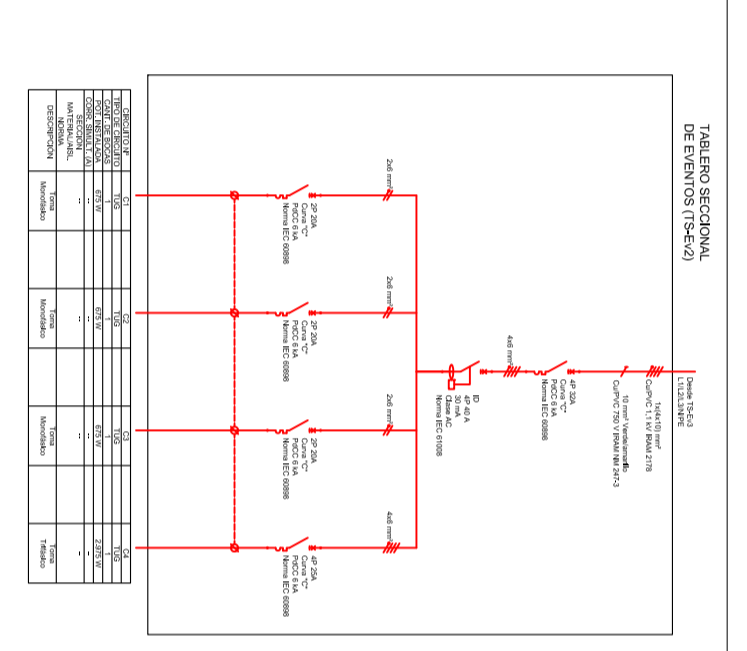 TABLERO SECCIONAL
DE EVENTOS (TS-Ev2)
Desde TS-Ev3
L1/L2/L3/N/PE
1x(4x10) mm²
Cu/PVC 1,1 kV IRAM 2178
10 mm² Verde/amarillo
Cu/PVC 750 V IRAM NM 247-3
4P 32A
Curva "C"
PdCC 6 kA
Norma IEC 60898
4x6 mm²
ID
4P 40 A
30 mA
Clase AC
Norma IEC 61008
2x6 mm²
2x6 mm²
2x6 mm²
4x6 mm²
2P 20A
Curva "C"
PdCC 6 kA
Norma IEC 60898
2P 20A
Curva "C"
PdCC 6 kA
Norma IEC 60898
2P 20A
Curva "C"
PdCC 6 kA
Norma IEC 60898
4P 25A
Curva "C"
PdCC 6 kA
Norma IEC 60898
CIRCUITO Nº C1 C2 C3 C4
TIPO DE CIRCUITO TUG TUG TUG TUG
CANT. DE BOCAS 1 1 1 1
POT. INSTALADA 675 W 675 W 675 W 2.975 W
CORR. SIMULT. (A) -- -- -- --
SECCIÓN
MATERIAL/AISL. -- -- -- --
NORMA
DESCRIPCIÓN Toma Toma Toma Toma
Monofásico Monofásico Monofásico Trifásico